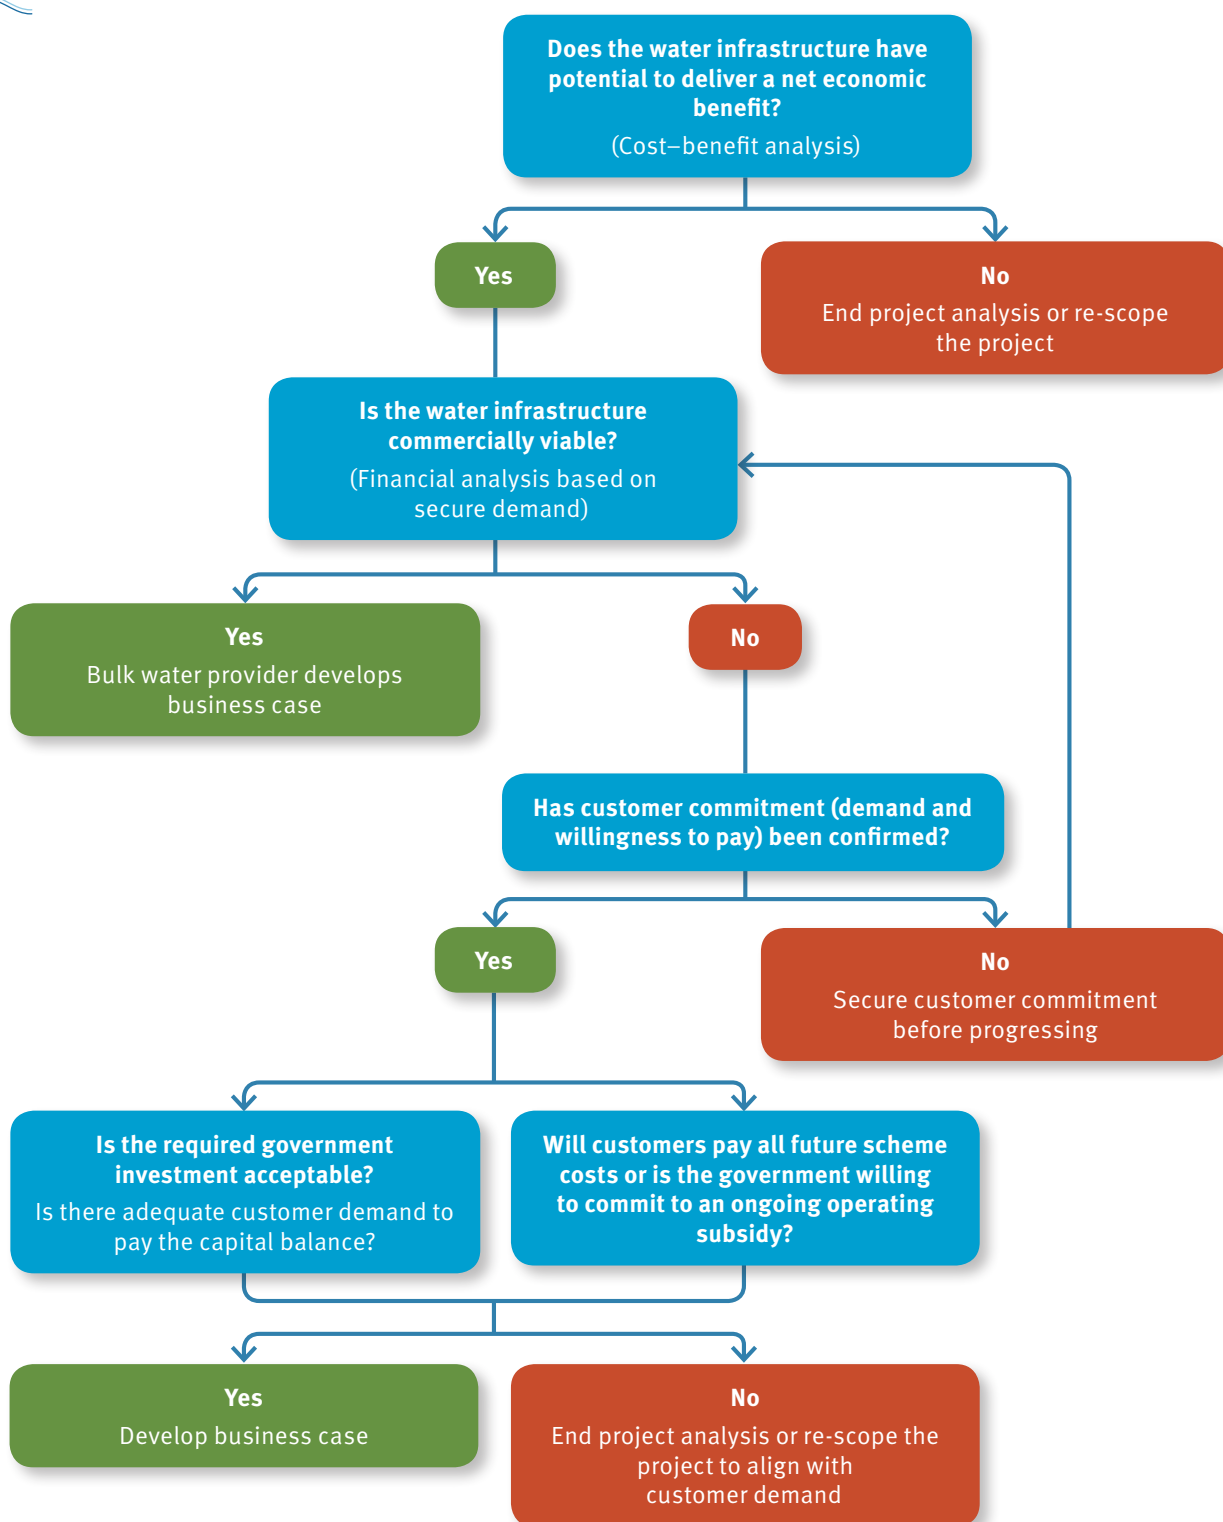 Does the water infrastructure have
potential to deliver a net economic
benefit?
(Cost–benefit analysis)
Yes
No
End project analysis or re-scope
the project
Is the water infrastructure
commercially viable?
(Financial analysis based on
secure demand)
Yes
Bulk water provider develops
business case
No
Has customer commitment (demand and
willingness to pay) been confirmed?
Yes
No
Secure customer commitment
before progressing
Is the required government
investment acceptable?
Is there adequate customer demand to
pay the capital balance?
Will customers pay all future scheme
costs or is the government willing
to commit to an ongoing operating
subsidy?
Yes
Develop business case
No
End project analysis or re-scope the
project to align with
customer demand